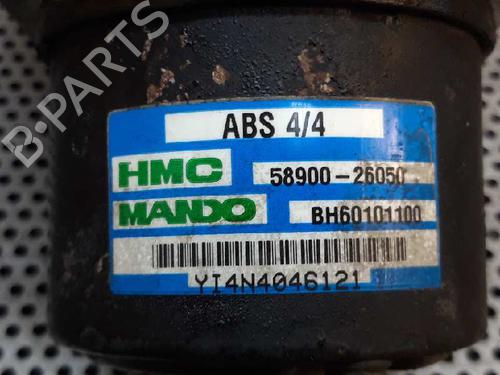 ABS 4/4
HMC 58900-26050
MANDO BH60101100
YI4N4046121
B-PARTS